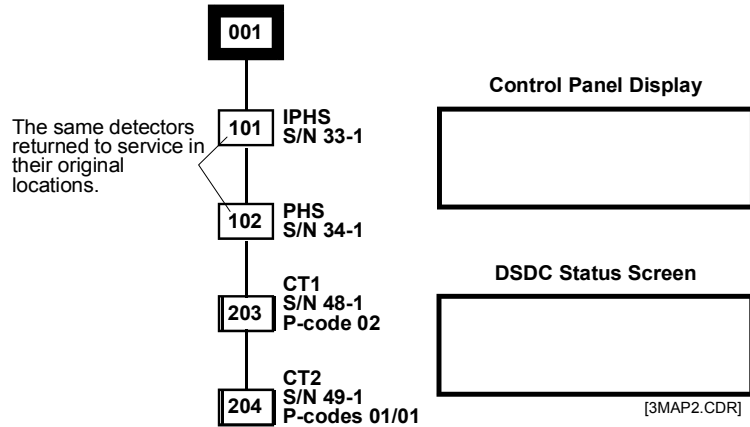 001
101
IPHS
S/N 33-1
The same detectors
returned to service in
their original
locations.
102
PHS
S/N 34-1
203
CT1
S/N 48-1
P-code 02
204
CT2
S/N 49-1
P-codes 01/01
Control Panel Display
DSDC Status Screen
[3MAP2.CDR]